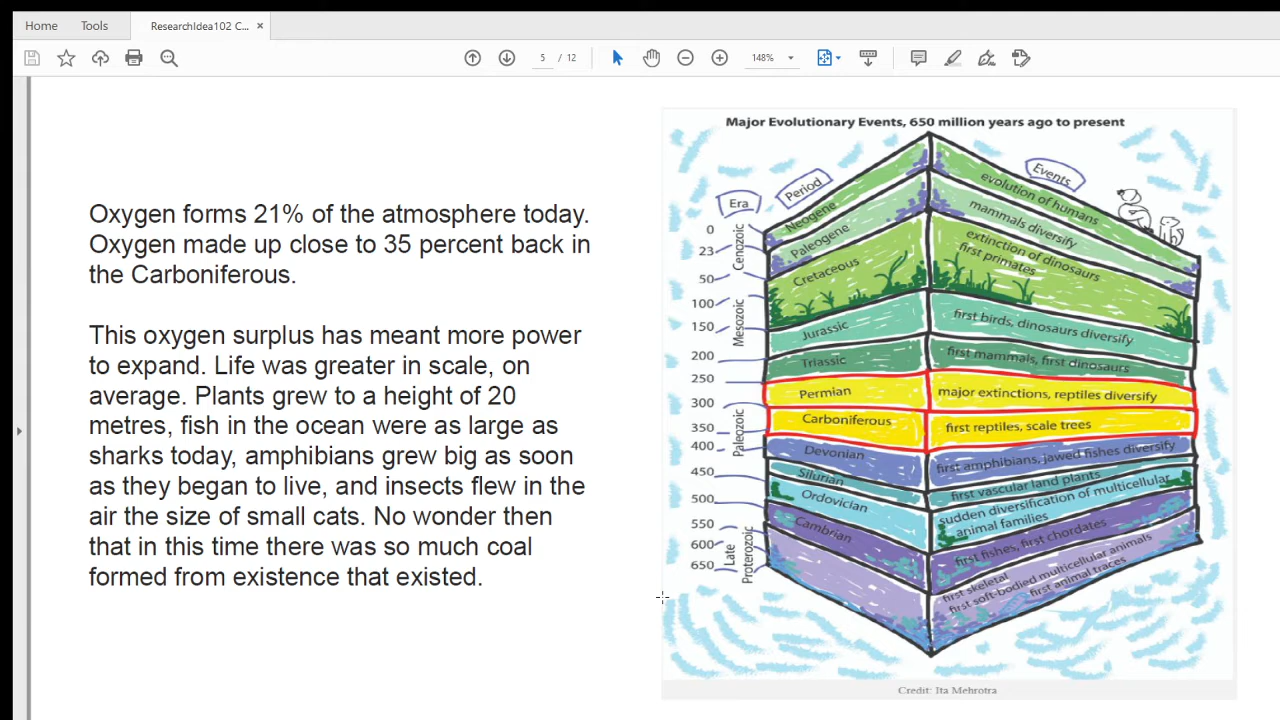 Home
Tools
ResearchIdea102 C... ×
5 / 12
148%
Oxygen forms 21% of the atmosphere today.
Oxygen made up close to 35 percent back in
the Carboniferous.
This oxygen surplus has meant more power
to expand. Life was greater in scale, on
average. Plants grew to a height of 20
metres, fish in the ocean were as large as
sharks today, amphibians grew big as soon
as they began to live, and insects flew in the
air the size of small cats. No wonder then
that in this time there was so much coal
formed from existence that existed.
Major Evolutionary Events, 650 million years ago to present
Era
Period
Events
0
23
50
100
150
200
250
300
350
400
450
500
550
600
650
Cenozoic
Mesozoic
Paleozoic
Late
Proterozoic
Neogene
evolution of humans
Paleogene
mammals diversify
Cretaceous
extinction of dinosaurs
first primates
Jurassic
first birds, dinosaurs diversify
Triassic
first mammals, first dinosaurs
Permian
major extinctions, reptiles diversify
Carboniferous
first reptiles, scale trees
Devonian
first amphibians, jawed fishes diversify
Silurian
first vascular land plants
Ordovician
sudden diversification of multicellular
animal families
Cambrian
first fishes, first chordates
first skeletal
first soft-bodied multicellular animals
first animal traces
Credit: Ita Mehrotra